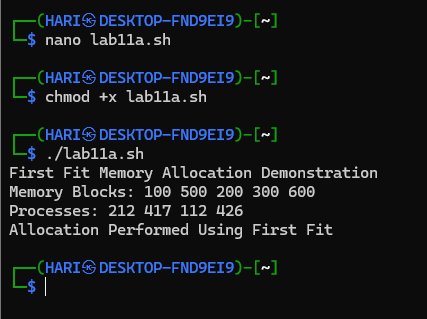 ┌──(HARI㉿DESKTOP-FND9EI9)-[~]
└─$ nano lab11a.sh
┌──(HARI㉿DESKTOP-FND9EI9)-[~]
└─$ chmod +x lab11a.sh
┌──(HARI㉿DESKTOP-FND9EI9)-[~]
└─$ ./lab11a.sh
First Fit Memory Allocation Demonstration
Memory Blocks: 100 500 200 300 600
Processes: 212 417 112 426
Allocation Performed Using First Fit
┌──(HARI㉿DESKTOP-FND9EI9)-[~]
└─$